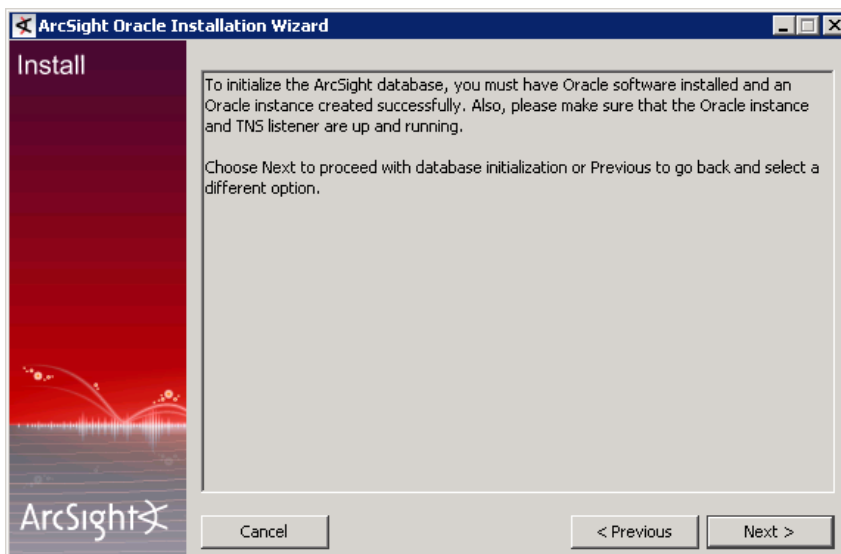 ArcSight Oracle Installation Wizard
Install
To initialize the ArcSight database, you must have Oracle software installed and an
Oracle instance created successfully. Also, please make sure that the Oracle instance
and TNS listener are up and running.
Choose Next to proceed with database initialization or Previous to go back and select a
different option.
ArcSight
Cancel
< Previous
Next >